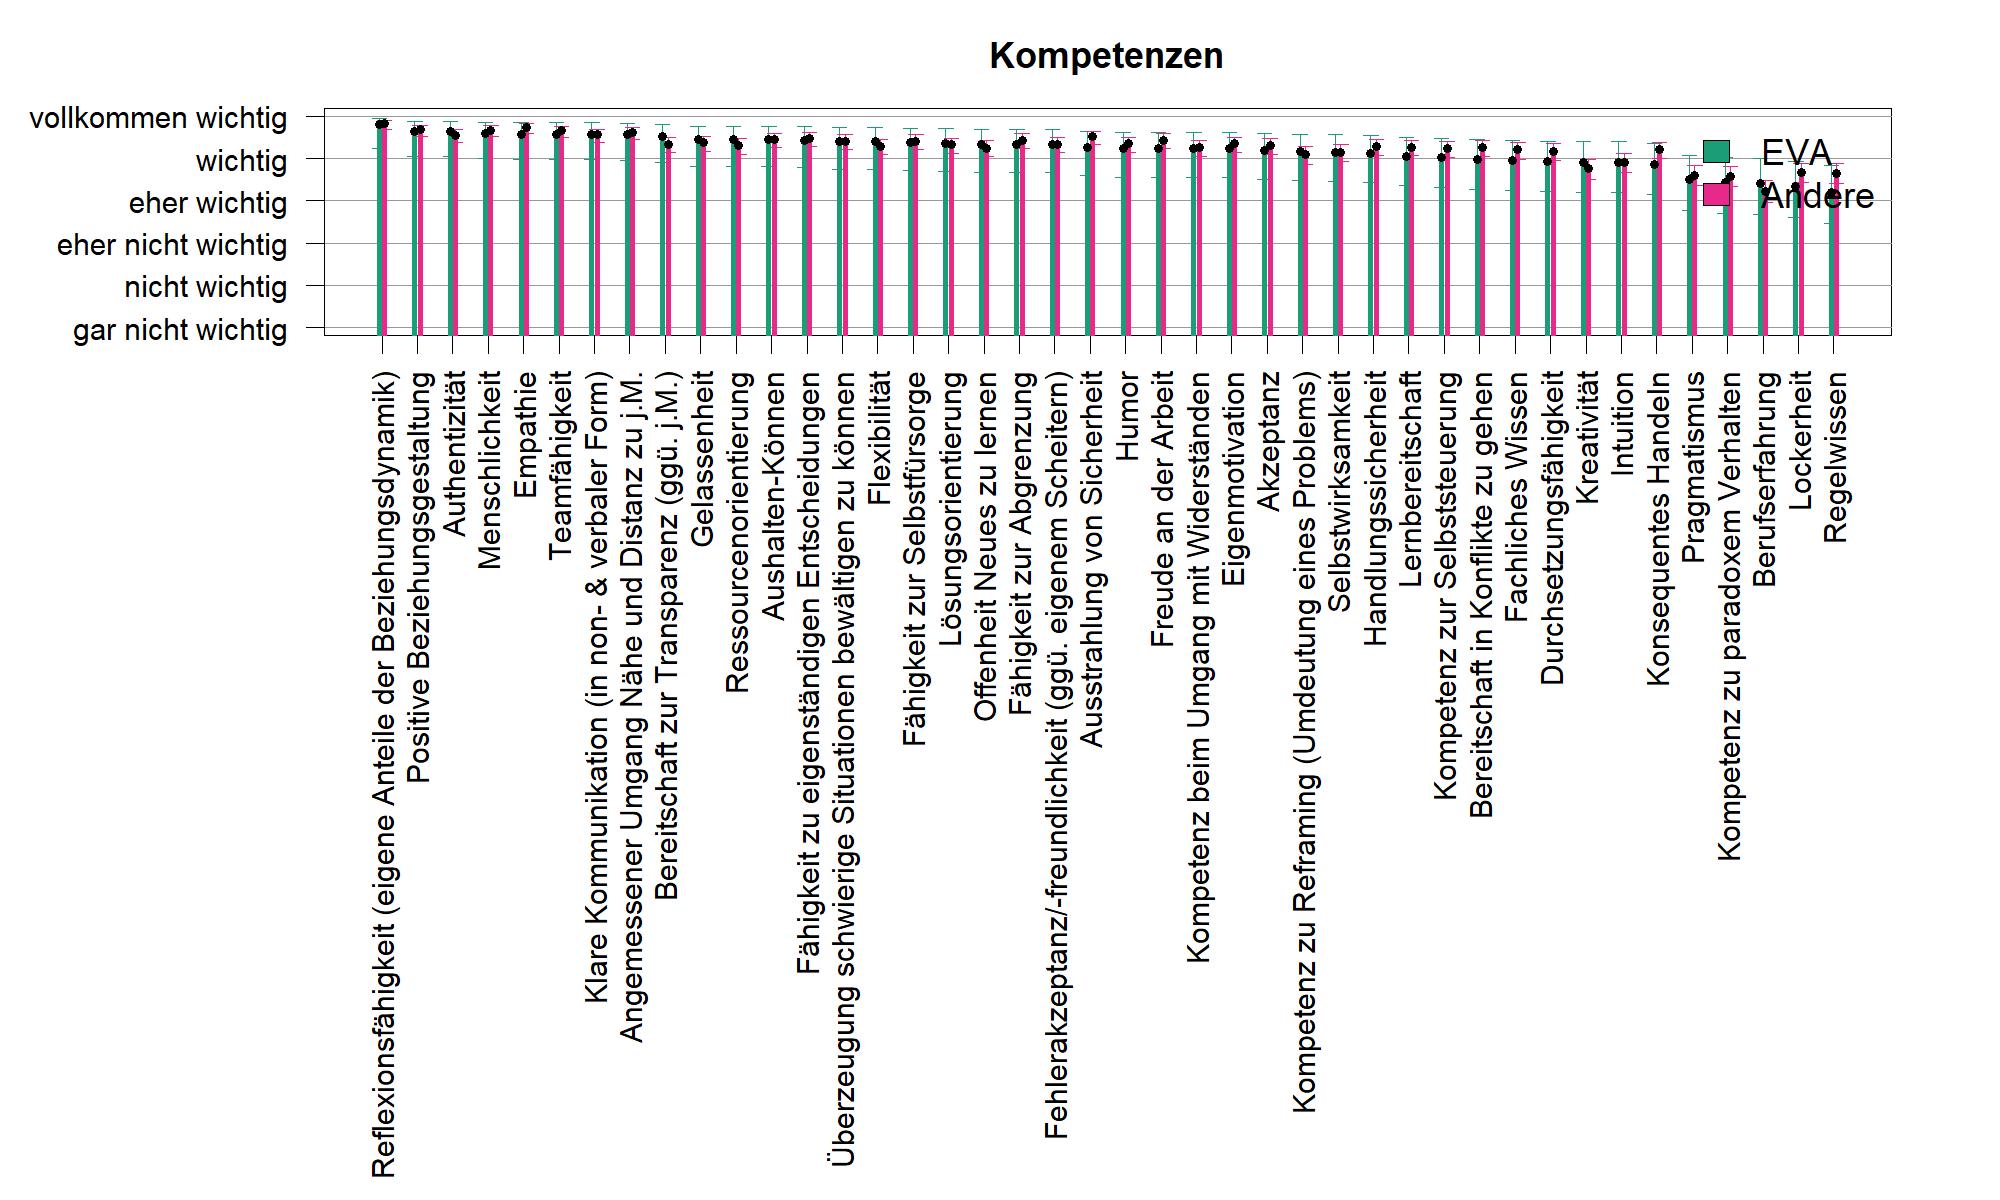 Kompetenzen
vollkommen wichtig
wichtig
eher wichtig
eher nicht wichtig
nicht wichtig
gar nicht wichtig
EVA
Andere
Reflexionsfähigkeit (eigene Anteile der Beziehungsdynamik)
Positive Beziehungsgestaltung
Authentizität
Menschlichkeit
Empathie
Teamfähigkeit
Klare Kommunikation (in non- & verbaler Form)
Angemessener Umgang Nähe und Distanz zu j.M.
Bereitschaft zur Transparenz (ggü. j.M.)
Gelassenheit
Ressourcenorientierung
Aushalten-Können
Fähigkeit zu eigenständigen Entscheidungen
Überzeugung schwierige Situationen bewältigen zu können
Flexibilität
Fähigkeit zur Selbstfürsorge
Lösungsorientierung
Offenheit Neues zu lernen
Fähigkeit zur Abgrenzung
Fehlerakzeptanz/-freundlichkeit (ggü. eigenem Scheitern)
Ausstrahlung von Sicherheit
Humor
Freude an der Arbeit
Kompetenz beim Umgang mit Widerständen
Eigenmotivation
Akzeptanz
Kompetenz zu Reframing (Umdeutung eines Problems)
Selbstwirksamkeit
Handlungssicherheit
Lernbereitschaft
Kompetenz zur Selbststeuerung
Bereitschaft in Konflikte zu gehen
Fachliches Wissen
Durchsetzungsfähigkeit
Kreativität
Intuition
Konsequentes Handeln
Pragmatismus
Kompetenz zu paradoxem Verhalten
Berufserfahrung
Lockerheit
Regelwissen